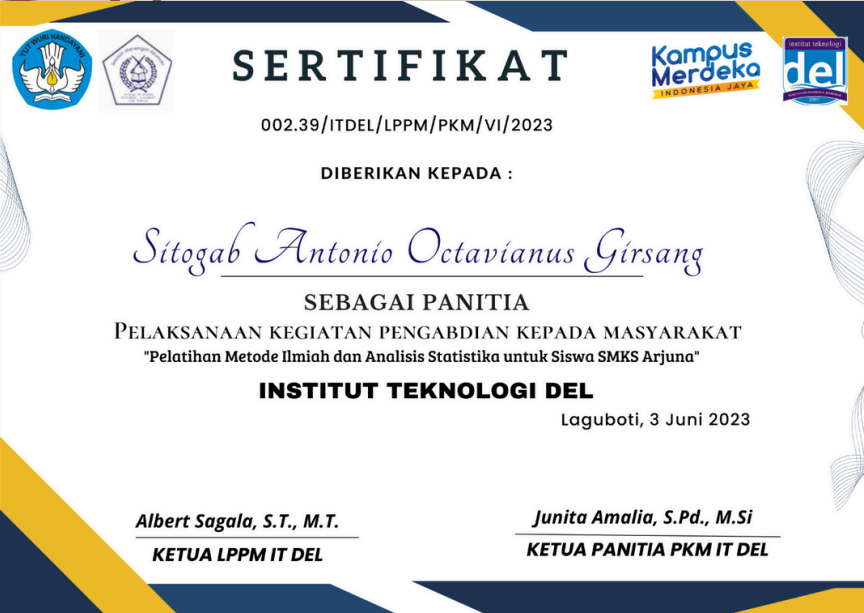 TUT WURI HANDAYANI
SERTIFIKAT
Kampus
Merdeka
INDONESIA JAYA
institut teknologi
del
002.39/ITDEL/LPPM/PKM/VI/2023
DIBERIKAN KEPADA :
Sitogab Antonio Octavianus Girsang
SEBAGAI PANITIA
PELAKSANAAN KEGIATAN PENGABDIAN KEPADA MASYARAKAT
"Pelatihan Metode Ilmiah dan Analisis Statistika untuk Siswa SMKS Arjuna"
INSTITUT TEKNOLOGI DEL
Laguboti, 3 Juni 2023
Albert Sagala, S.T., M.T.
KETUA LPPM IT DEL
Junita Amalia, S.Pd., M.Si
KETUA PANITIA PKM IT DEL